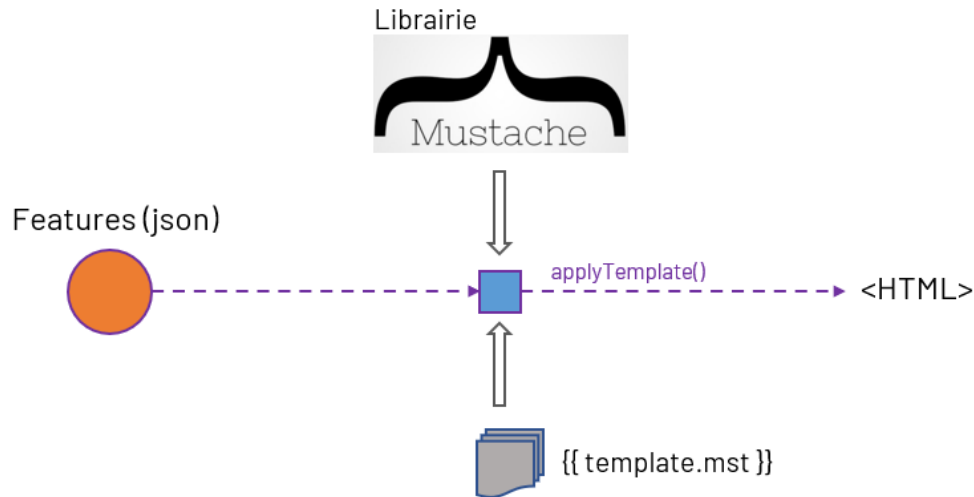 Librairie
Mustache
Features (json)
applyTemplate()
<HTML>
{{ template.mst }}